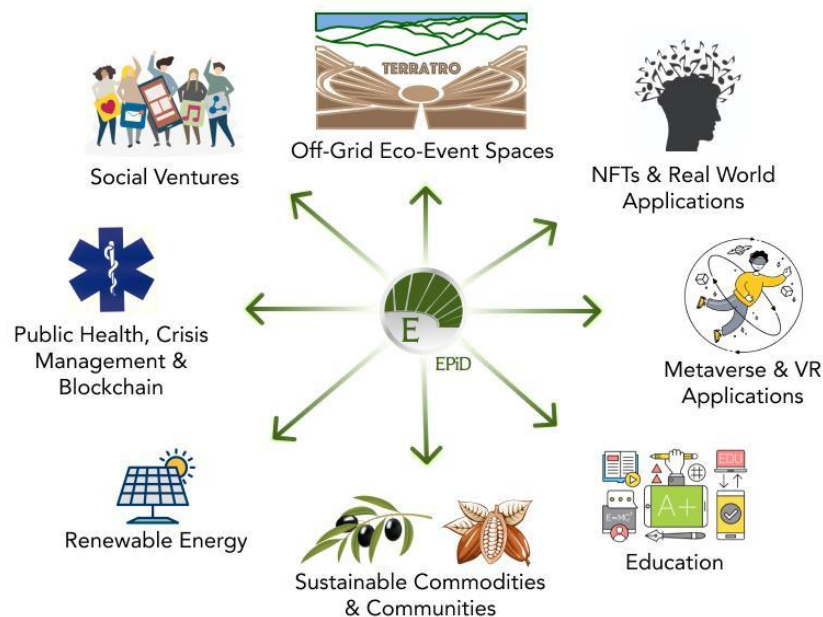 TERRATRO
Off-Grid Eco-Event Spaces
Social Ventures
NFTs & Real World
Applications
Public Health, Crisis
Management &
Blockchain
E
EPiD
Metaverse & VR
Applications
Renewable Energy
Sustainable Commodities
& Communities
EDU
A+
E=MC²
Education